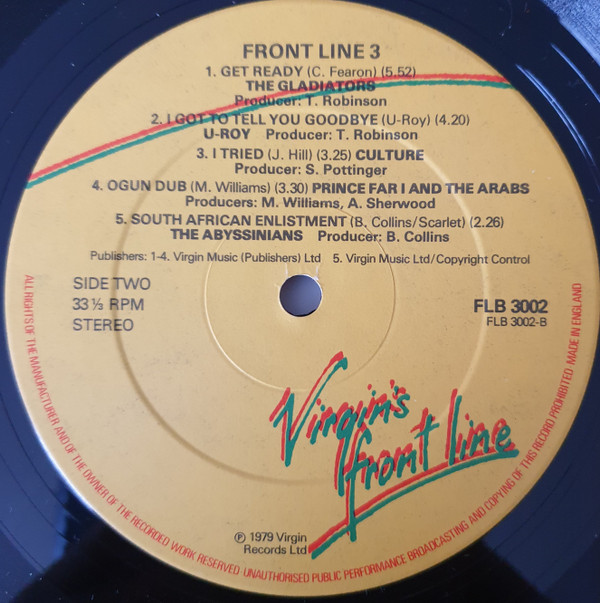 FRONT LINE 3
1. GET READY (C. Fearon) (5.52)
THE GLADIATORS
Producer: T. Robinson
2. I GOT TO TELL YOU GOODBYE (U-Roy) (4.20)
U-ROY Producer: T. Robinson
3. I TRIED (J. Hill) (3.25) CULTURE
Producer: S. Pottinger
4. OGUN DUB (M. Williams) (3.30) PRINCE FAR I AND THE ARABS
Producers: M. Williams, A. Sherwood
5. SOUTH AFRICAN ENLISTMENT (B. Collins/Scarlet) (2.26)
THE ABYSSINIANS Producer: B. Collins
Publishers: 1-4. Virgin Music (Publishers) Ltd 5. Virgin Music Ltd/Copyright Control
SIDE TWO
33⅓ RPM
STEREO
FLB 3002
FLB 3002-B
Virgin's
front line
℗ 1979 Virgin
Records Ltd
ALL RIGHTS OF THE MANUFACTURER AND OF THE OWNER OF THE RECORDED WORK RESERVED · UNAUTHORISED PUBLIC PERFORMANCE BROADCASTING AND COPYING OF THIS RECORD PROHIBITED · MADE IN ENGLAND